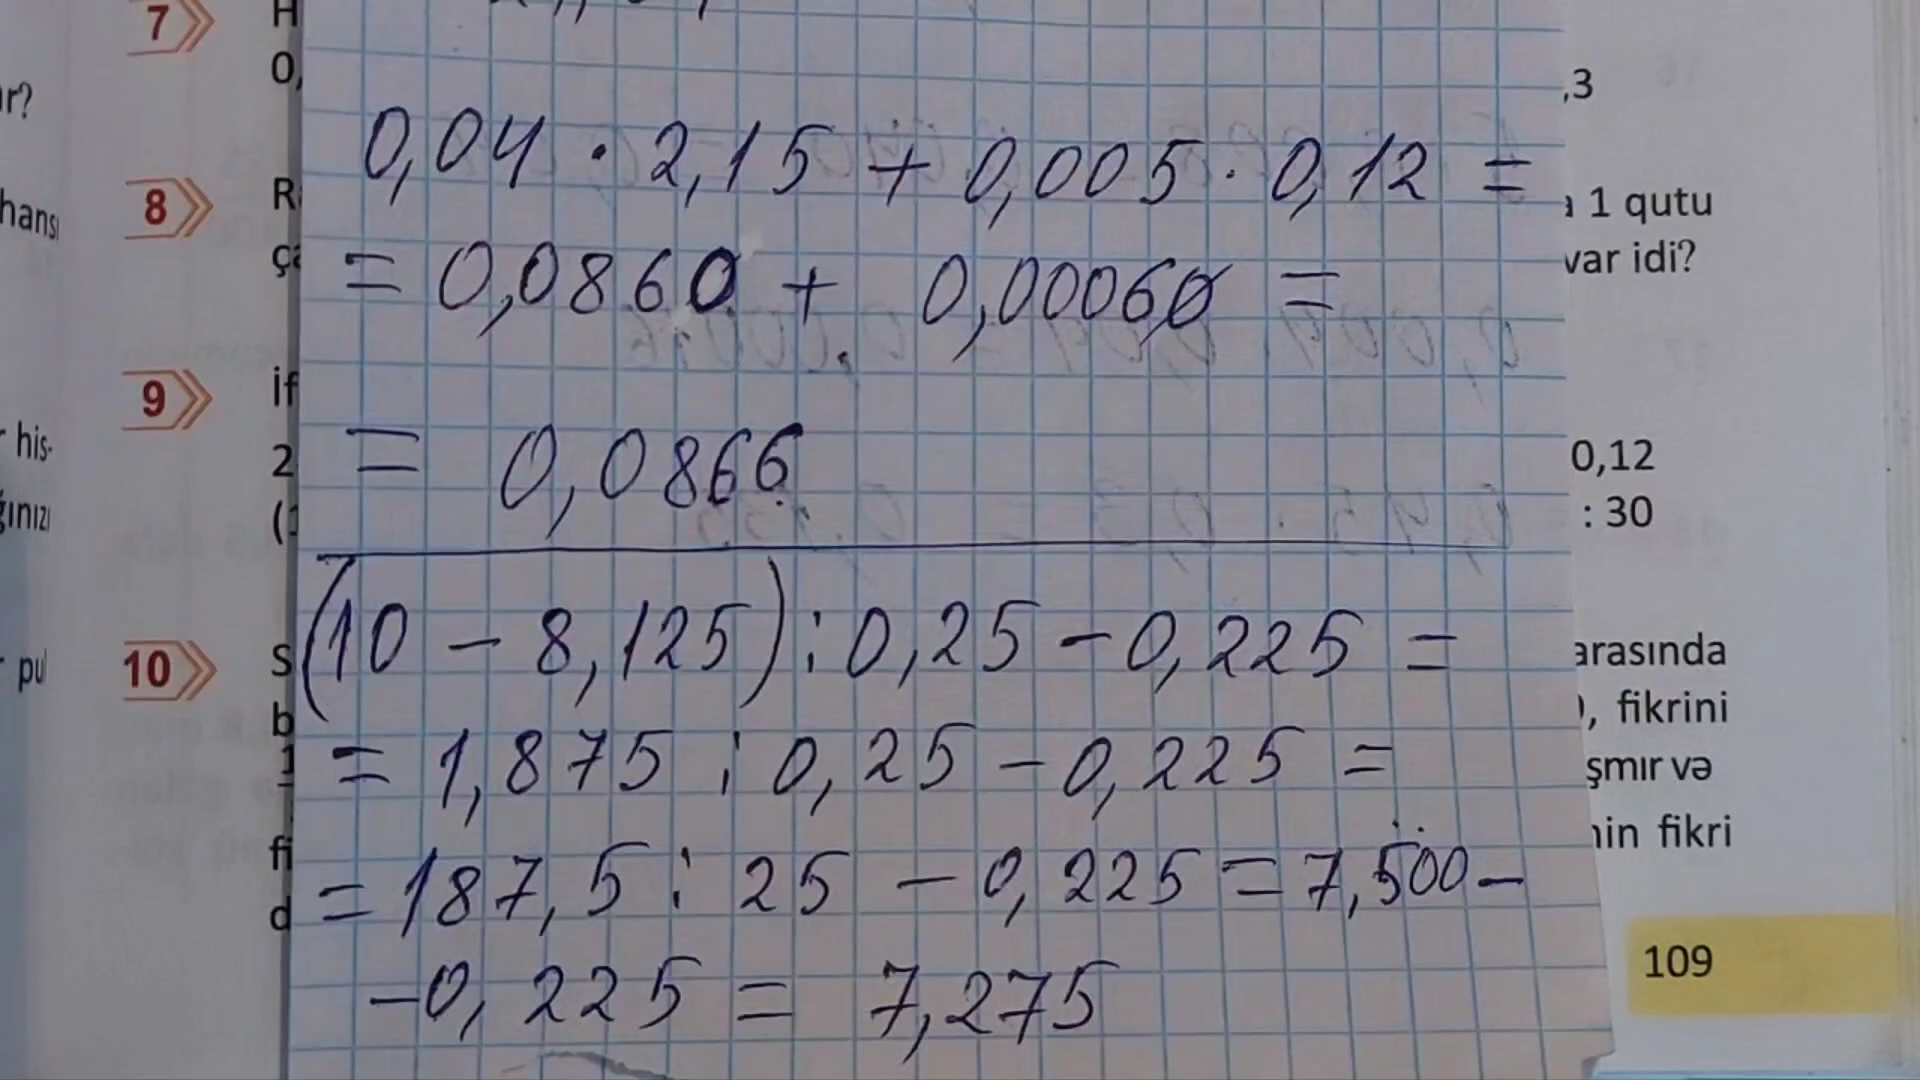 7
0,
,3
ır?
0,04 · 2,15 + 0,005 · 0,12 =
8
hansı
1 qutu
= 0,0860 + 0,00060 =
var idi?
9
if
r his-
2
0,12
= 0,0866
ğınızı
: 30
(10 - 8,125) : 0,25 - 0,225 =
10
r pul
arasında
b
), fikrini
= 1,875 : 0,25 - 0,225 =
şmır və
fi
fikri
= 187,5 : 25 - 0,225 = 7,500 -
d
- 0,225 = 7,275
109